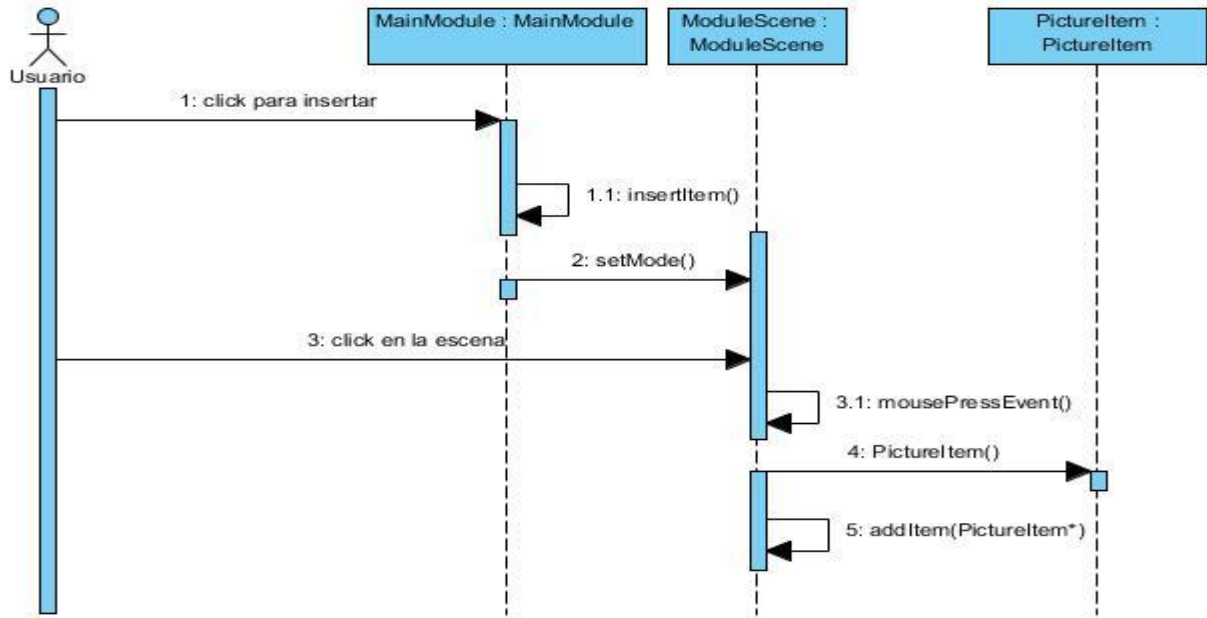 MainModule : MainModule
ModuleScene :
ModuleScene
PictureItem :
PictureItem
Usuario
1: click para insertar
1.1: insertItem()
2: setMode()
3: click en la escena
3.1: mousePressEvent()
4: PictureItem()
5: addItem(PictureItem*)